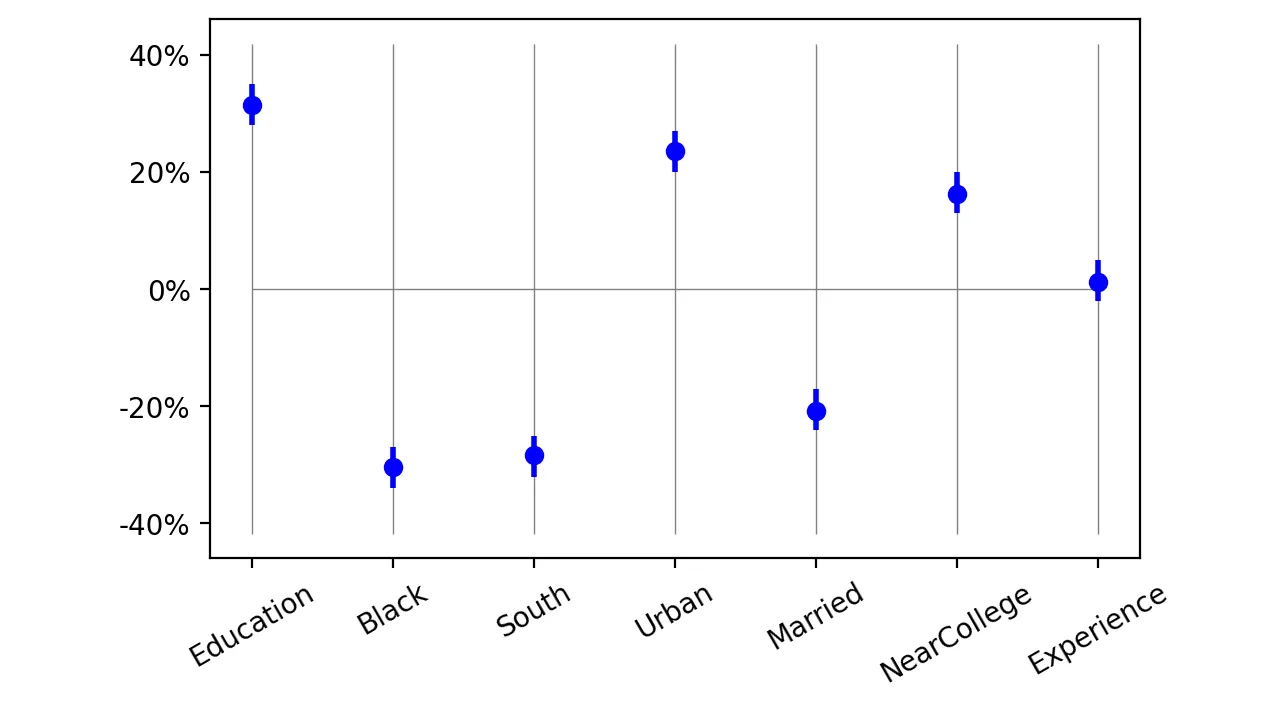 40%
20%
0%
-20%
-40%
Education
Black
South
Urban
Married
NearCollege
Experience